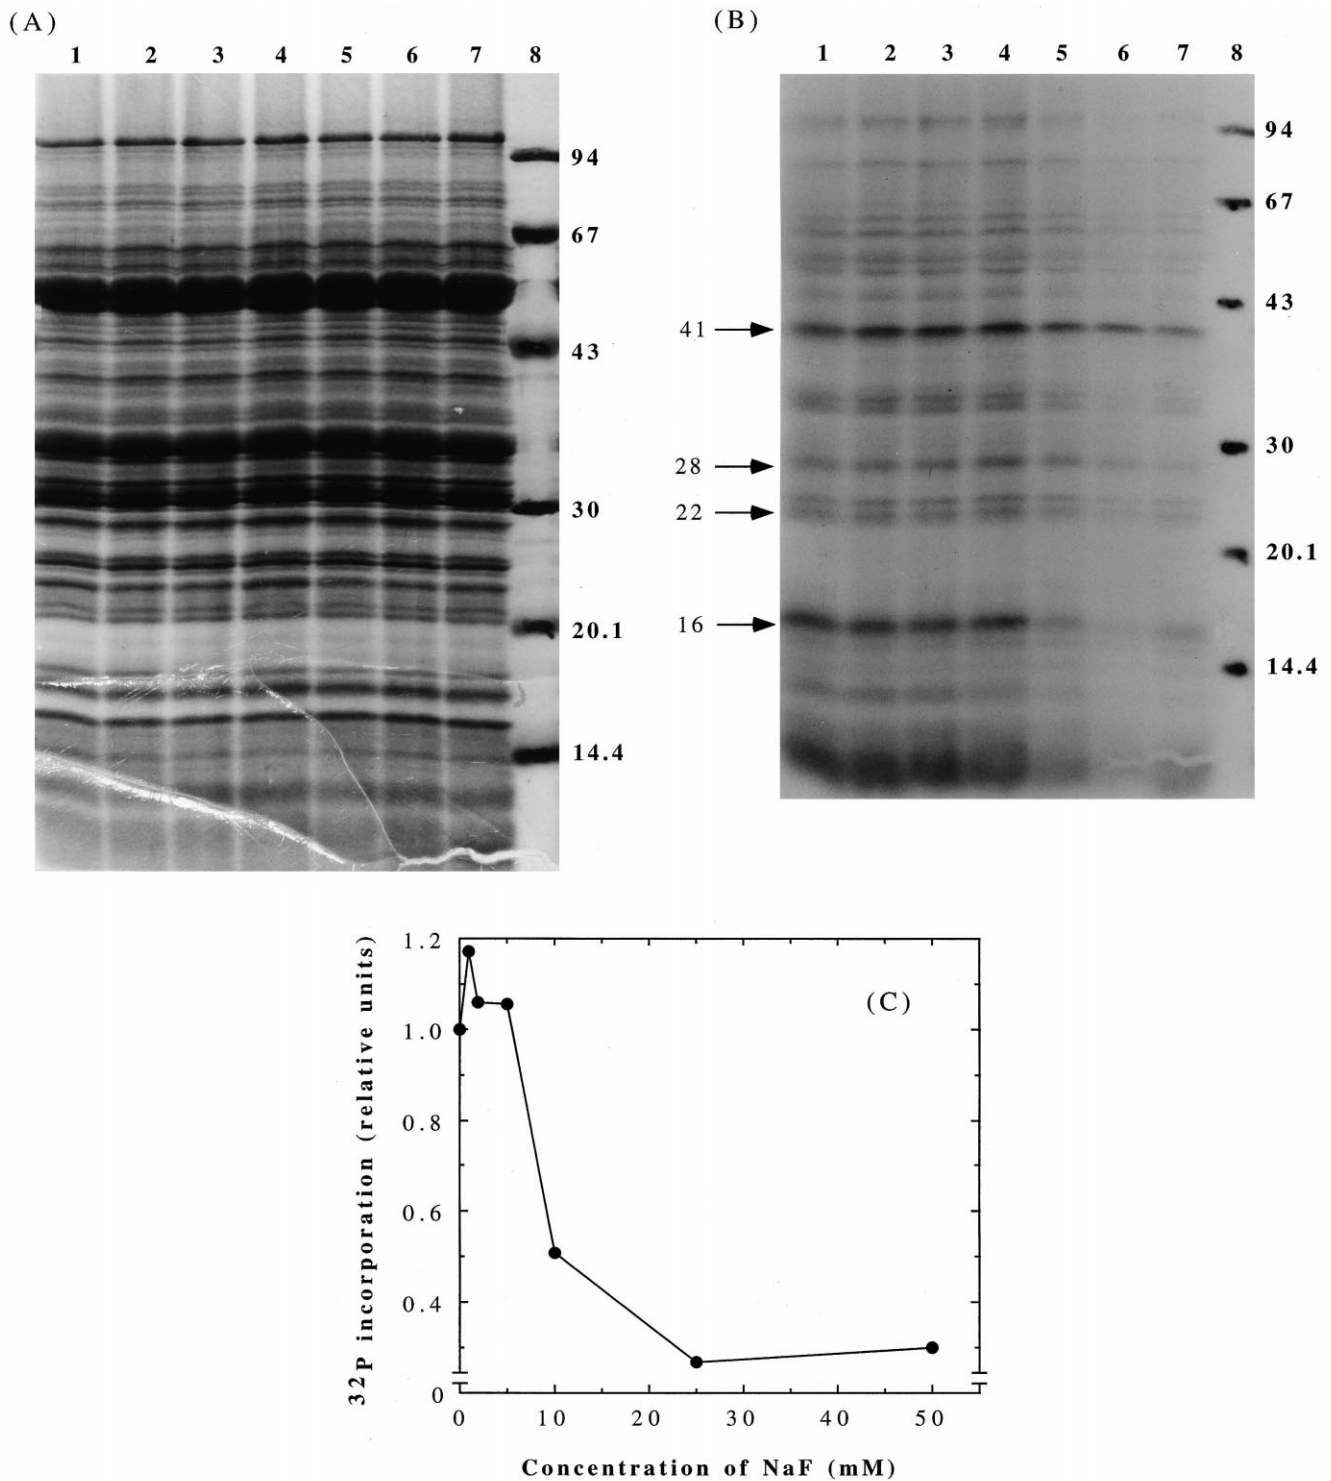 (A)
1 2 3 4 5 6 7 8
94
67
43
30
20.1
14.4
(B)
1 2 3 4 5 6 7 8
94
67
43
30
20.1
14.4
41
28
22
16
(C)
32P incorporation (relative units)
1.2
1.0
0.8
0.6
0.4
0
0 10 20 30 40 50
Concentration of NaF (mM)